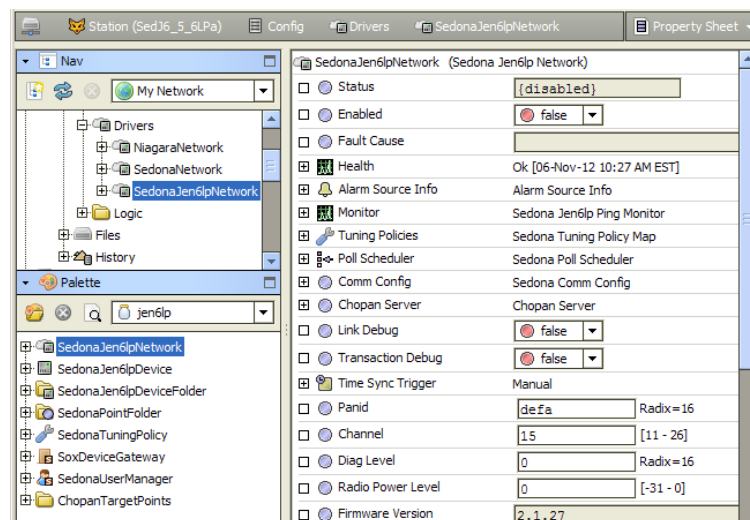 Station (SedJ6_5_6LPa) Config Drivers SedonaJen6lpNetwork Property Sheet
Nav
My Network
Drivers
NiagaraNetwork
SedonaNetwork
SedonaJen6lpNetwork
Logic
Files
History
Palette
jen6lp
SedonaJen6lpNetwork
SedonaJen6lpDevice
SedonaJen6lpDeviceFolder
SedonaPointFolder
SedonaTuningPolicy
SoxDeviceGateway
SedonaUserManager
ChopanTargetPoints
SedonaJen6lpNetwork (Sedona Jen6lp Network)
Status {disabled}
Enabled false
Fault Cause
Health Ok [06-Nov-12 10:27 AM EST]
Alarm Source Info Alarm Source Info
Monitor Sedona Jen6lp Ping Monitor
Tuning Policies Sedona Tuning Policy Map
Poll Scheduler Sedona Poll Scheduler
Comm Config Sedona Comm Config
Chopan Server Chopan Server
Link Debug false
Transaction Debug false
Time Sync Trigger Manual
Panid defa Radix=16
Channel 15 [11 - 26]
Diag Level 0 Radix=16
Radio Power Level 0 [-31 - 0]
Firmware Version 2.1.27